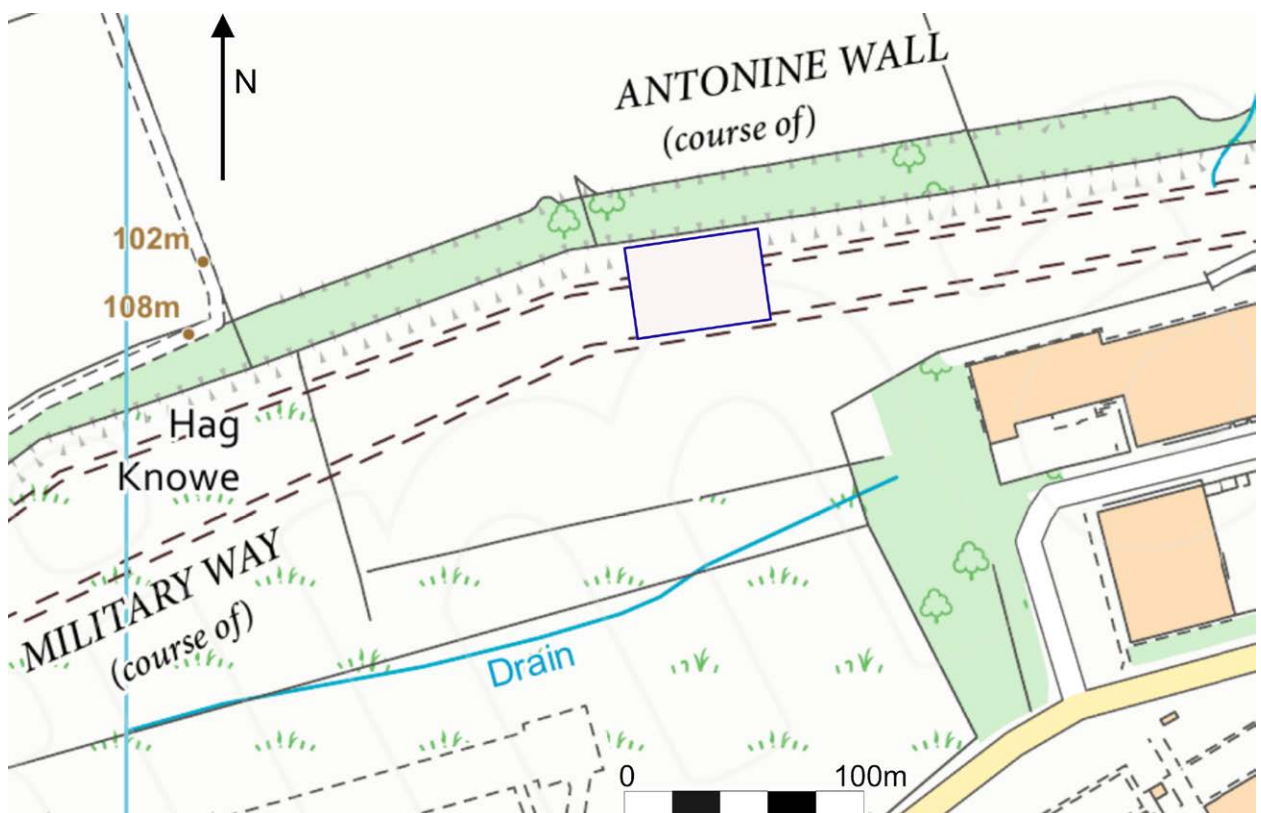 N
ANTONINE WALL
(course of)
102m
108m
Hag
Knowe
MILITARY WAY
(course of)
Drain
0 100m